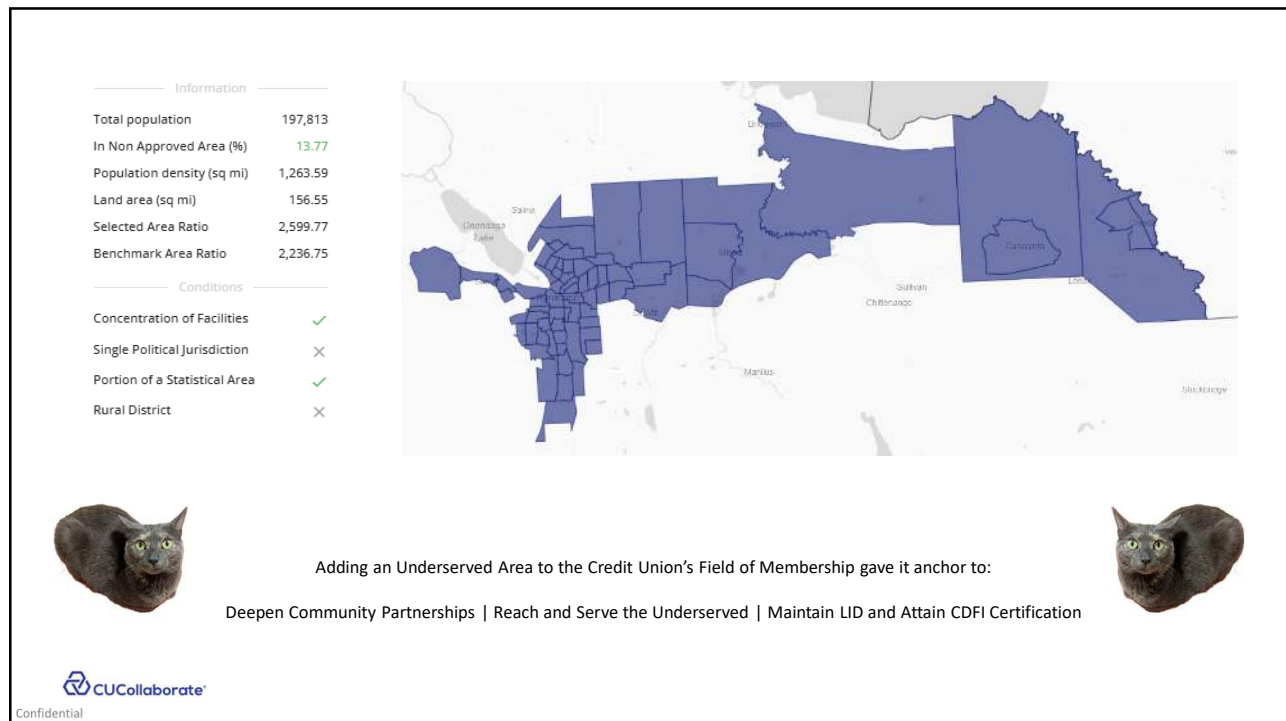 Information
Total population 197,813
In Non Approved Area (%) 13.77
Population density (sq mi) 1,263.59
Land area (sq mi) 156.55
Selected Area Ratio 2,599.77
Benchmark Area Ratio 2,236.75
Conditions
Concentration of Facilities
Single Political Jurisdiction
Portion of a Statistical Area
Rural District
Salina
Onondaga
Lake
Canastota
Sullivan
Chittenango
Manlius
Stockbridge
Adding an Underserved Area to the Credit Union’s Field of Membership gave it anchor to:
Deepen Community Partnerships | Reach and Serve the Underserved | Maintain LID and Attain CDFI Certification
CUCollaborate
Confidential